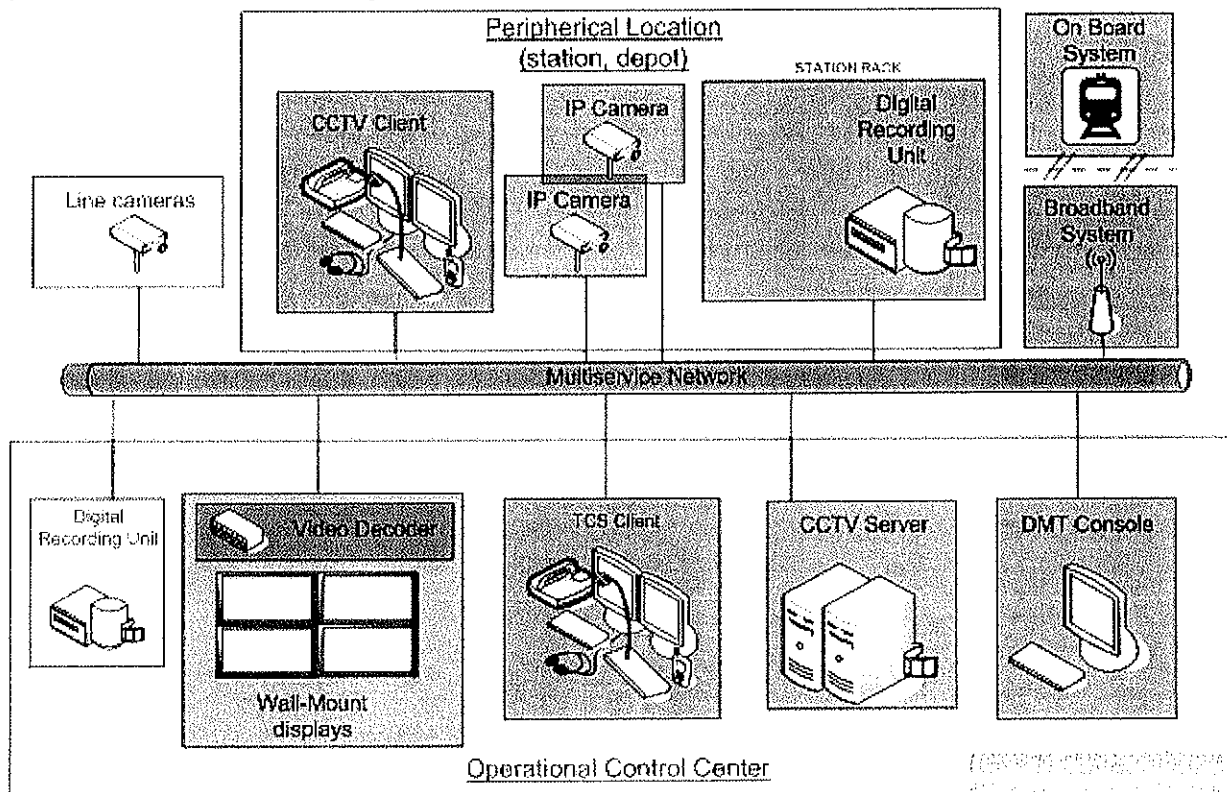 Peripherical Location
(station, depot)
On Board
System
STATION RACK
CCTV Client
IP Camera
IP Camera
Digital
Recording
Unit
Line cameras
Broadband
System
Multiservice Network
Digital
Recording Unit
Video Decoder
Wall-Mount
displays
TCS Client
CCTV Server
DMT Console
Operational Control Center